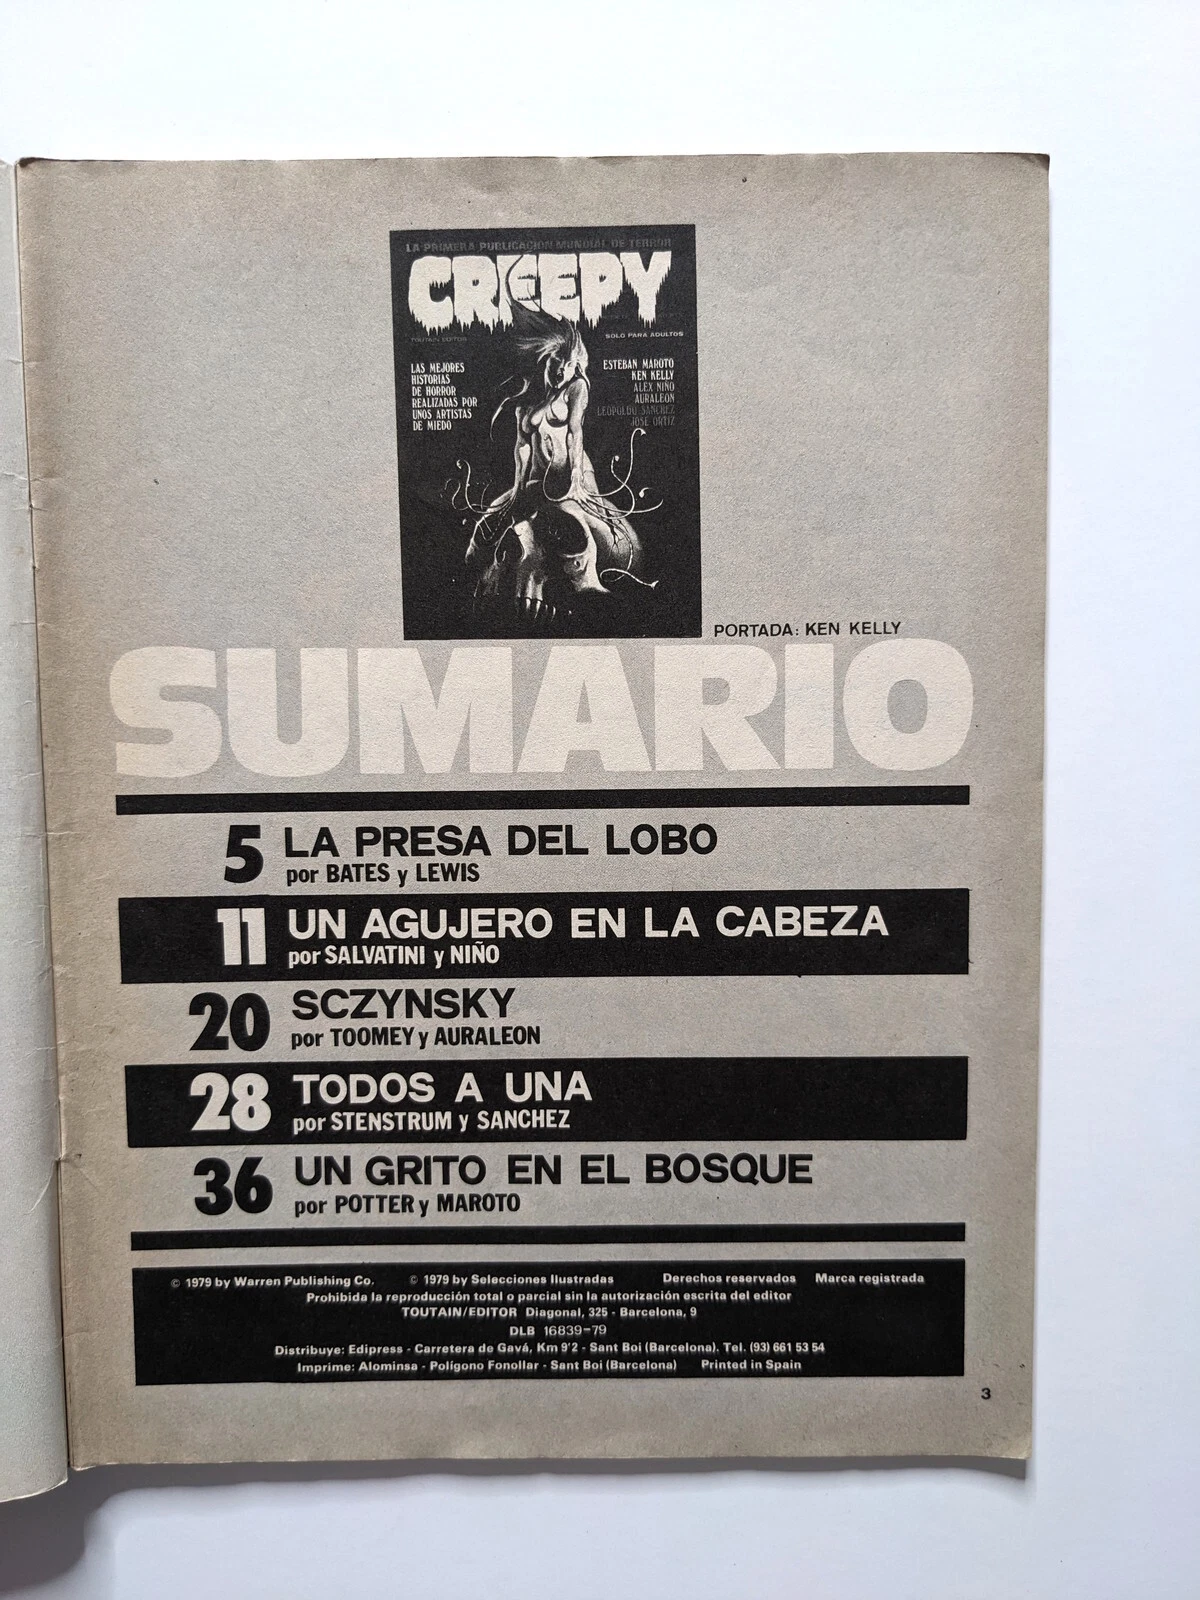 LA PRIMERA PUBLICACION MUNDIAL DE TERROR
CREEPY
TOUTAIN EDITOR
SOLO PARA ADULTOS
LAS MEJORES
HISTORIAS
DE HORROR
REALIZADAS POR
UNOS ARTISTAS
DE MIEDO
ESTEBAN MAROTO
KEN KELLY
ALEX NIÑO
AURALEON
LEOPOLDO SANCHEZ
JOSE ORTIZ
PORTADA: KEN KELLY
SUMARIO
5 LA PRESA DEL LOBO
por BATES y LEWIS
11 UN AGUJERO EN LA CABEZA
por SALVATINI y NIÑO
20 SCZYNSKY
por TOOMEY y AURALEON
28 TODOS A UNA
por STENSTRUM y SANCHEZ
36 UN GRITO EN EL BOSQUE
por POTTER y MAROTO
© 1979 by Warren Publishing Co. © 1979 by Selecciones Ilustradas Derechos reservados Marca registrada
Prohibida la reproducción total o parcial sin la autorización escrita del editor
TOUTAIN/EDITOR Diagonal, 325 - Barcelona, 9
DLB 16839-79
Distribuye: Edipress - Carretera de Gavá, Km 9'2 - Sant Boi (Barcelona). Tel. (93) 661 53 54
Imprime: Alominsa - Polígono Fonollar - Sant Boi (Barcelona) Printed in Spain
3